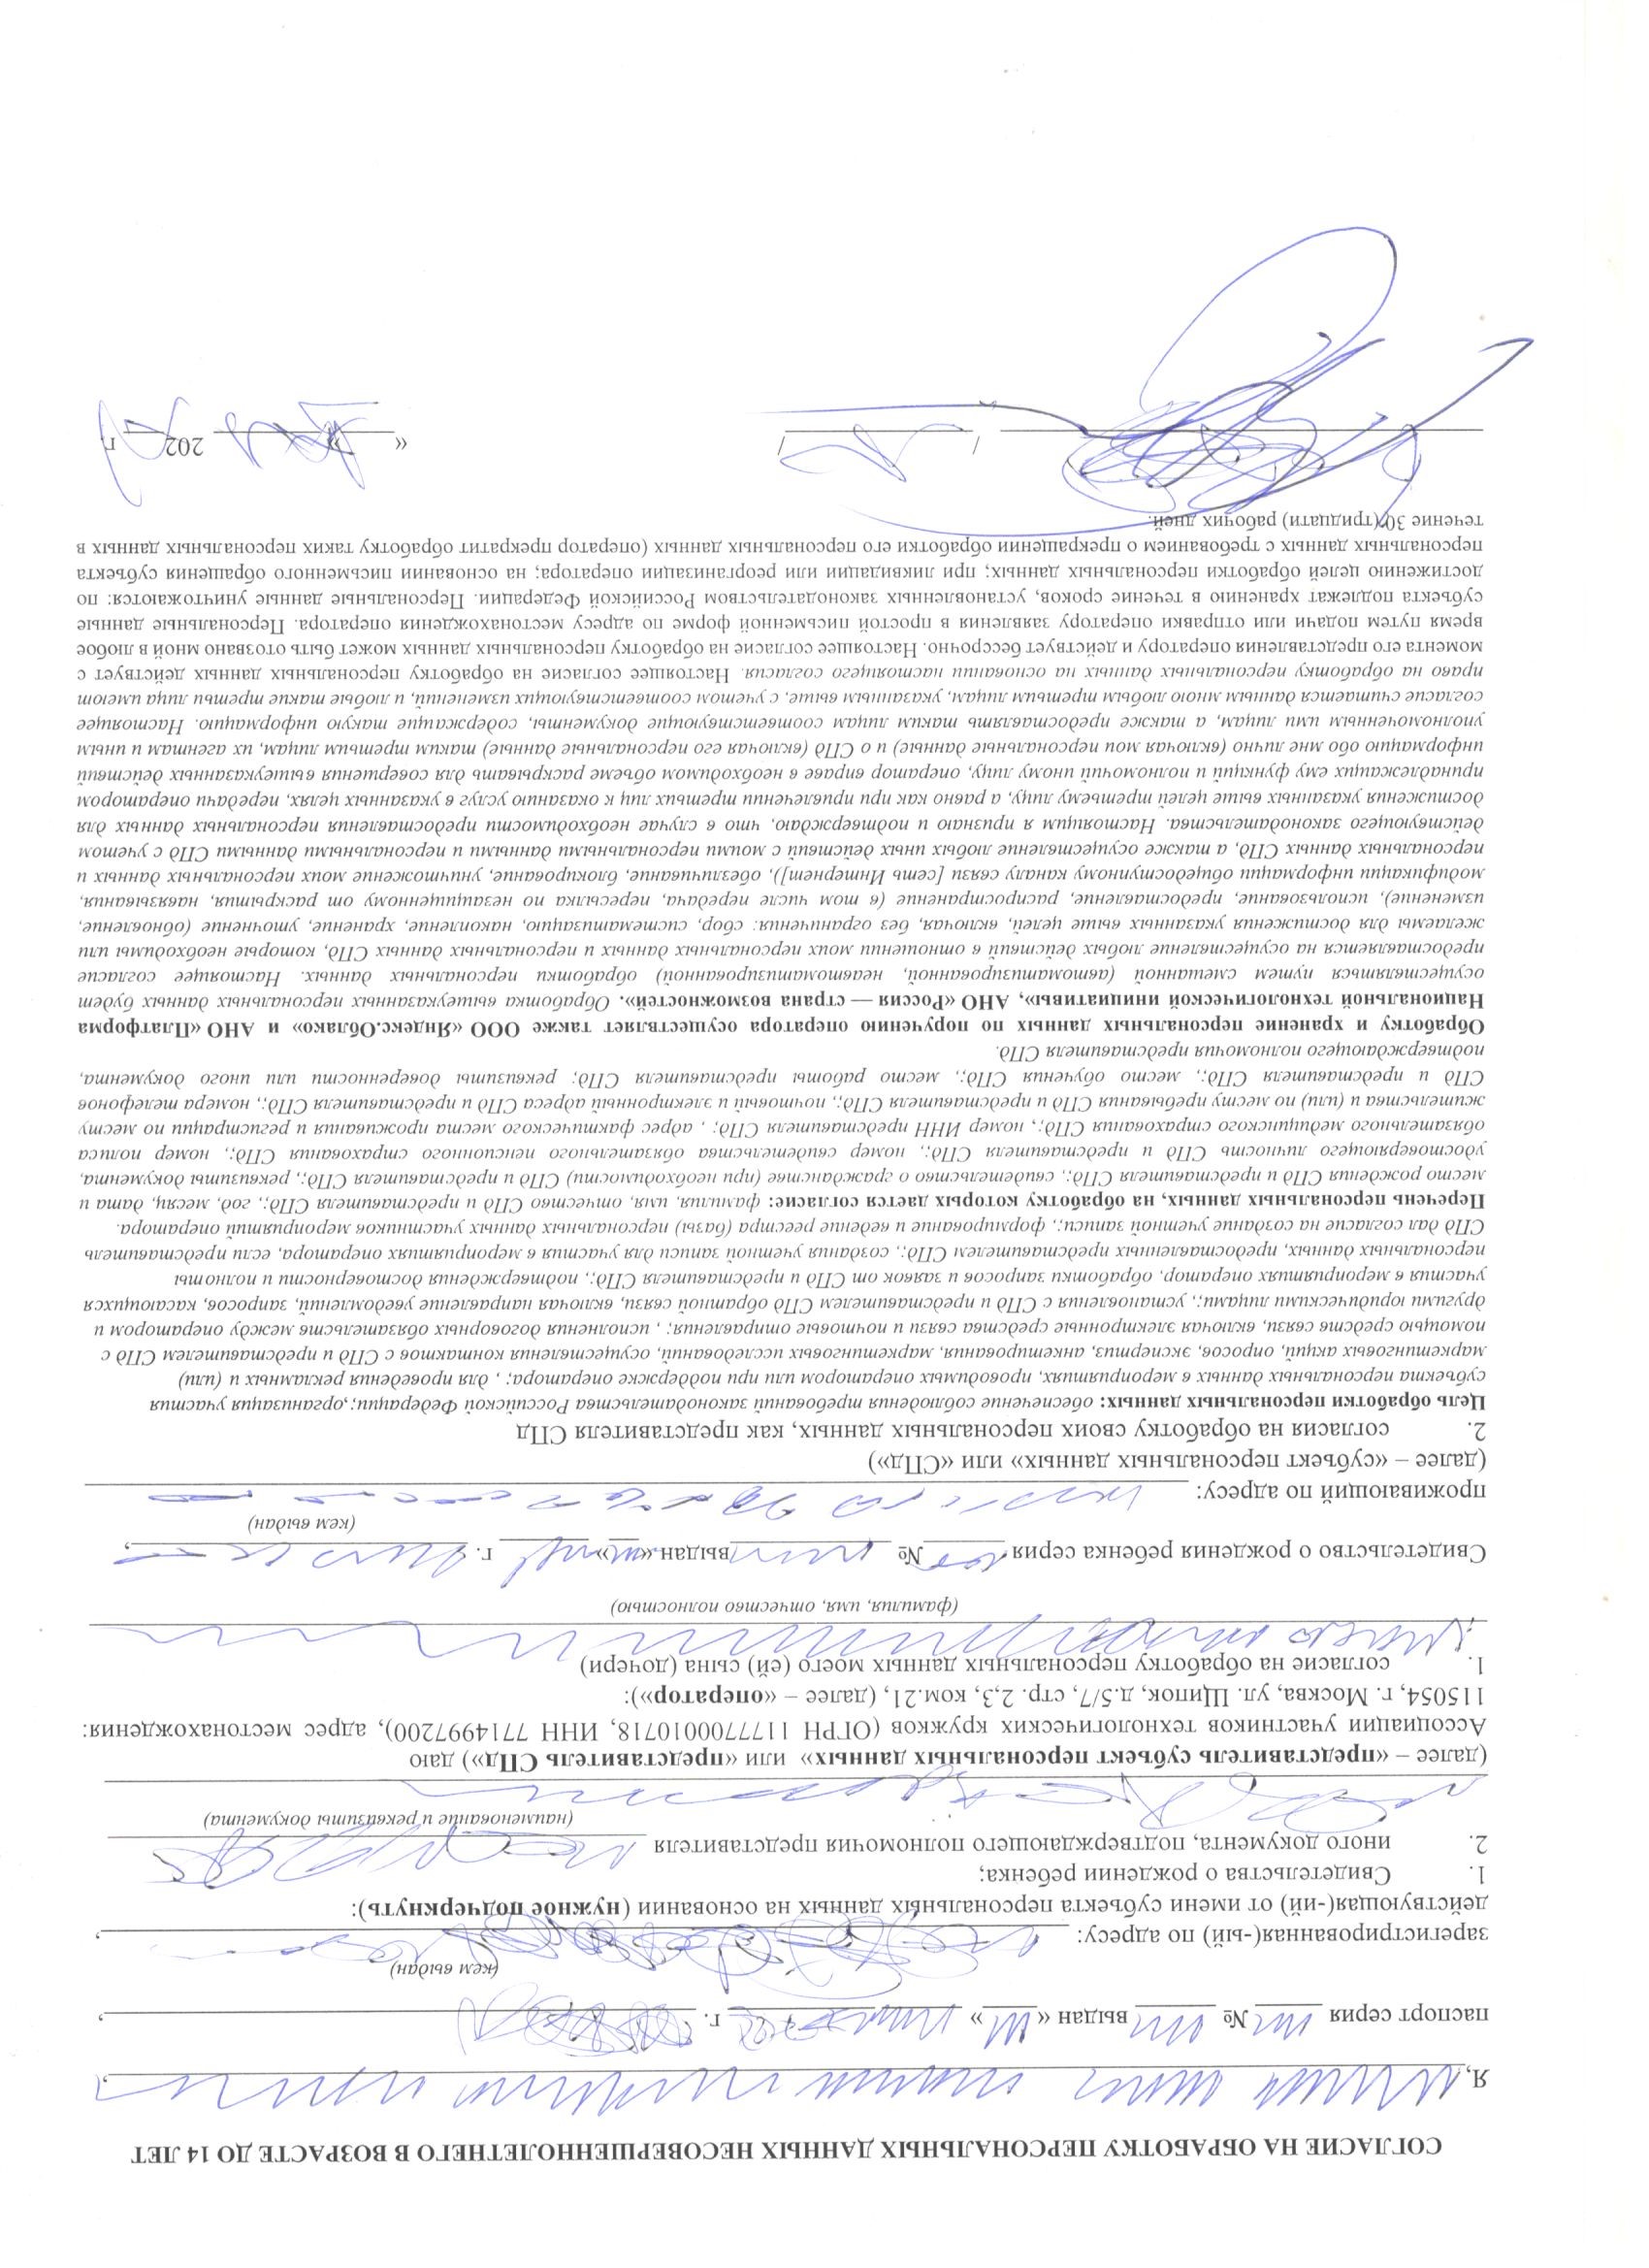 СОГЛАСИЕ НА ОБРАБОТКУ ПЕРСОНАЛЬНЫХ ДАННЫХ НЕСОВЕРШЕННОЛЕТНЕГО В ВОЗРАСТЕ ДО 14 ЛЕТ
Я,
паспорт серия № выдан « » г. ,
(кем выдан)
зарегистрированная(-ый) по адресу: ,
действующая(-ий) от имени субъекта персональных данных на основании (нужное подчеркнуть):
1. Свидетельства о рождении ребенка;
2. иного документа, подтверждающего полномочия представителя
(наименование и реквизиты документа)
(далее – «представитель субъект персональных данных» или «представитель СПд») даю
Ассоциации участников технологических кружков (ОГРН 1177700010718, ИНН 7714997200), адрес местонахождения:
115054, г. Москва, ул. Щипок, д.5/7, стр. 2,3, ком.21, (далее – «оператор»):
1. согласие на обработку персональных данных моего (ей) сына (дочери)
(фамилия, имя, отчество полностью)
Свидетельство о рождения ребенка серия № выдан « » г. ,
(кем выдан)
проживающий по адресу:
(далее – «субъект персональных данных» или «СПд»)
2. согласия на обработку своих персональных данных, как представителя СПд
Цель обработки персональных данных: обеспечение соблюдения требований законодательства Российской Федерации;,организация участия
субъекта персональных данных в мероприятиях, проводимых оператором или при поддержке оператора; , для проведения рекламных и (или)
маркетинговых акций, опросов, экспертиз, анкетирования, маркетинговых исследований, осуществления контактов с СПд и представителем СПд с
помощью средств связи, включая электронные средства связи и почтовые отправления; , исполнения договорных обязательств между оператором и
другими юридическими лицами;, установления с СПд и представителем СПд обратной связи, включая направление уведомлений, запросов, касающихся
участия в мероприятиях оператор, обработки запросов и заявок от СПд и представителя СПд;, подтверждения достоверности и полноты
персональных данных, предоставленных представителем СПд;, создания учетной записи для участия в мероприятиях оператора, если представитель
СПд дал согласие на создание учетной записи;, формирование и ведение реестра (базы) персональных данных участников мероприятий оператора.
Перечень персональных данных, на обработку которых дается согласие: фамилия, имя, отчество СПд и представителя СПд;, год, месяц, дата и
место рождения СПд и представителя СПд;, свидетельство о гражданстве (при необходимости) СПд и представителя СПд;, реквизиты документа,
удостоверяющего личность СПд и представителя СПд;, номер свидетельства обязательного пенсионного страхования СПд;, номер полиса
обязательного медицинского страхования СПд;, номер ИНН представителя СПд; , адрес фактического места проживания и регистрации по месту
жительства и (или) по месту пребывания СПд и представителя СПд;, почтовый и электронный адреса СПд и представителя СПд;, номера телефонов
СПд и представителя СПд;, место обучения СПд;, место работы представителя СПд; реквизиты доверенности или иного документа,
подтверждающего полномочия представителя СПд.
Обработку и хранение персональных данных по поручению оператора осуществляет также ООО «Яндекс.Облако» и АНО «Платформа
Национальной технологической инициативы», АНО «Россия — страна возможностей». Обработка вышеуказанных персональных данных будет
осуществляться путем смешанной (автоматизированной, неавтоматизированной) обработки персональных данных. Настоящее согласие
предоставляется на осуществление любых действий в отношении моих персональных данных и персональных данных СПд, которые необходимы или
желаемы для достижения указанных выше целей, включая, без ограничения: сбор, систематизацию, накопление, хранение, уточнение (обновление,
изменение), использование, предоставление, распространение (в том числе передача, пересылка по незащищенному от раскрытия, навязывания,
модификации информации общедоступному каналу связи [сеть Интернет]), обезличивание, блокирование, уничтожение моих персональных данных и
персональных данных СПд, а также осуществление любых иных действий с моими персональными данными и персональными данными СПд с учетом
действующего законодательства. Настоящим я признаю и подтверждаю, что в случае необходимости предоставления персональных данных для
достижения указанных выше целей третьему лицу, а равно как при привлечении третьих лиц к оказанию услуг в указанных целях, передачи оператором
принадлежащих ему функций и полномочий иному лицу, оператор вправе в необходимом объеме раскрывать для совершения вышеуказанных действий
информацию обо мне лично (включая мои персональные данные) и о СПд (включая его персональные данные) таким третьим лицам, их агентам и иным
уполномоченным ими лицам, а также предоставлять таким лицам соответствующие документы, содержащие такую информацию. Настоящее
согласие считается данным мною любым третьим лицам, указанным выше, с учетом соответствующих изменений, и любые такие третьи лица имеют
право на обработку персональных данных на основании настоящего согласия. Настоящее согласие на обработку персональных данных действует с
момента его представления оператору и действует бессрочно. Настоящее согласие на обработку персональных данных может быть отозвано мной в любое
время путем подачи или отправки оператору заявления в простой письменной форме по адресу местонахождения оператора. Персональные данные
субъекта подлежат хранению в течение сроков, установленных законодательством Российской Федерации. Персональные данные уничтожаются: по
достижению целей обработки персональных данных; при ликвидации или реорганизации оператора; на основании письменного обращения субъекта
персональных данных с требованием о прекращении обработки его персональных данных (оператор прекратит обработку таких персональных данных в
течение 30 (тридцати) рабочих дней.
/ / « » 202 г.